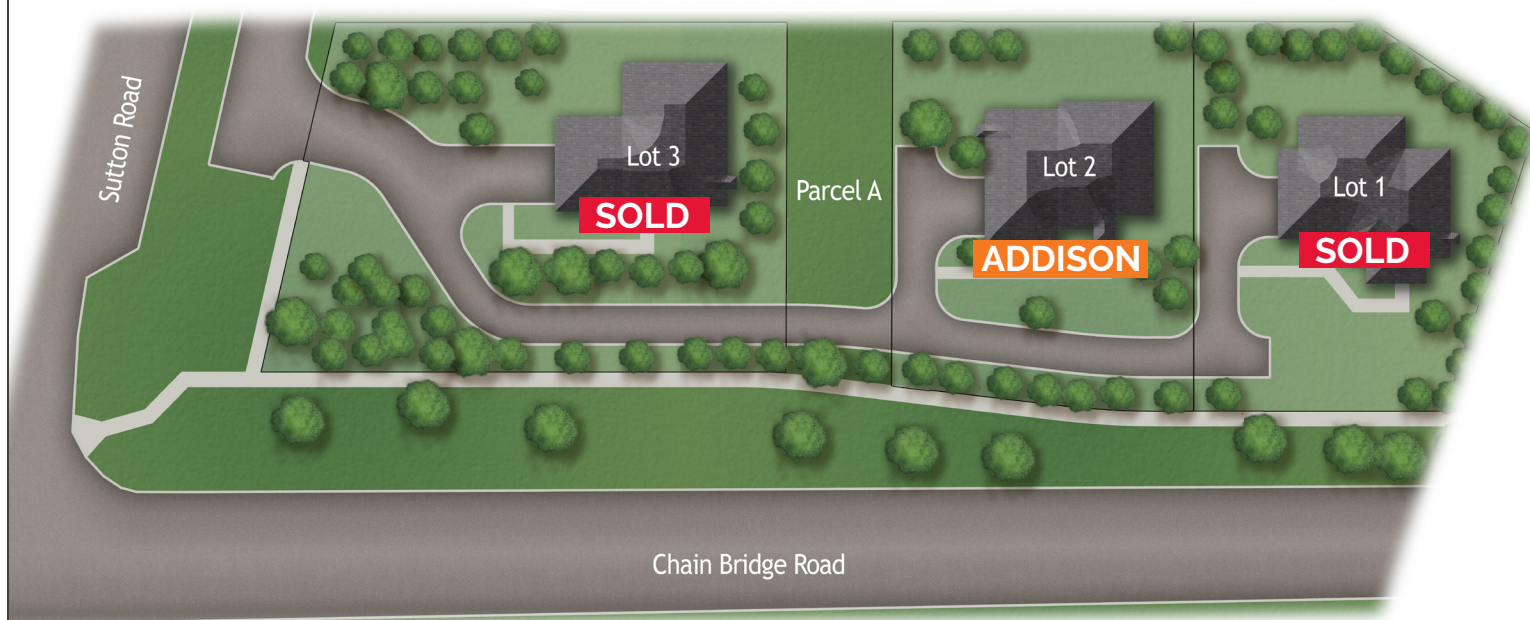 Sutton Road
Lot 3
SOLD
Parcel A
Lot 2
ADDISON
Lot 1
SOLD
Chain Bridge Road